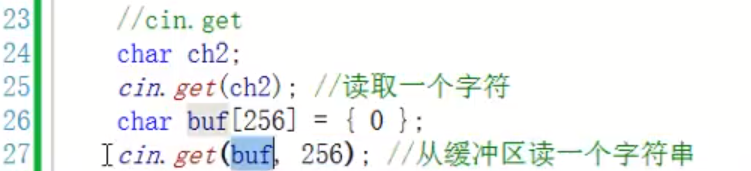 23 //cin.get
24 char ch2;
25 cin.get(ch2); //读取一个字符
26 char buf[256] = { 0 };
27 cin.get(buf, 256); //从缓冲区读一个字符串